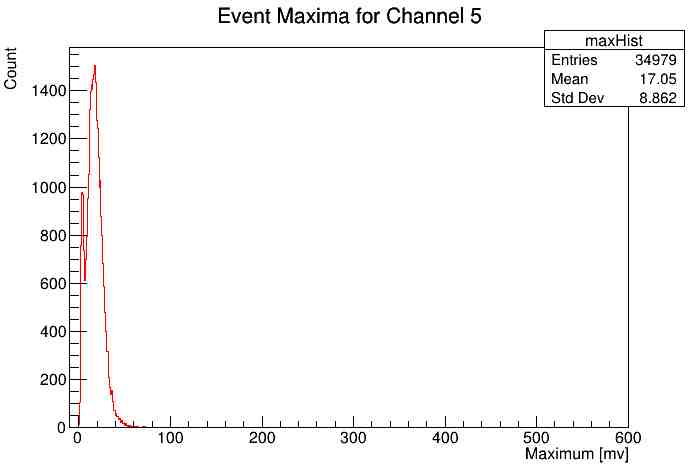 Event Maxima for Channel 5
maxHist
Entries 34979
Mean 17.05
Std Dev 8.862
Count
1400
1200
1000
800
600
400
200
0
0 100 200 300 400 500 600
Maximum [mv]